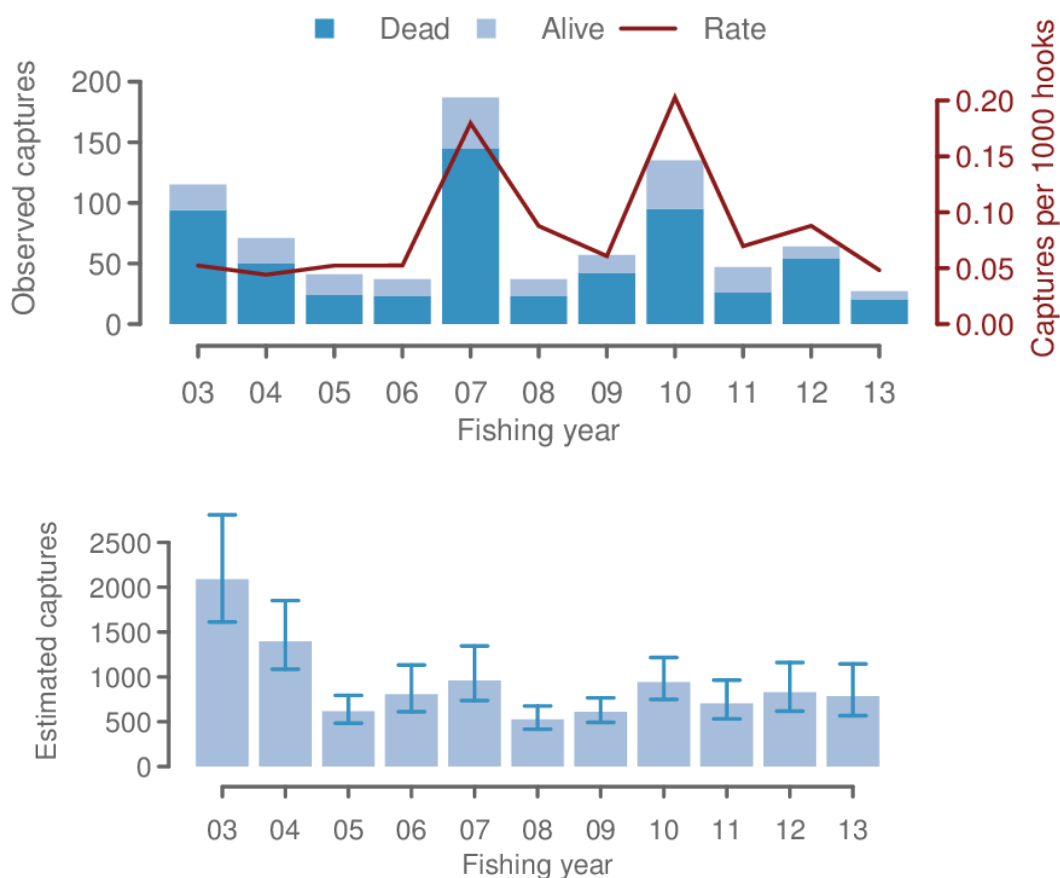 Dead Alive Rate
Observed captures
200
150
100
50
0
Captures per 1000 hooks
0.20
0.15
0.10
0.05
0.00
03 04 05 06 07 08 09 10 11 12 13
Fishing year
Estimated captures
2500
2000
1500
1000
500
0
03 04 05 06 07 08 09 10 11 12 13
Fishing year